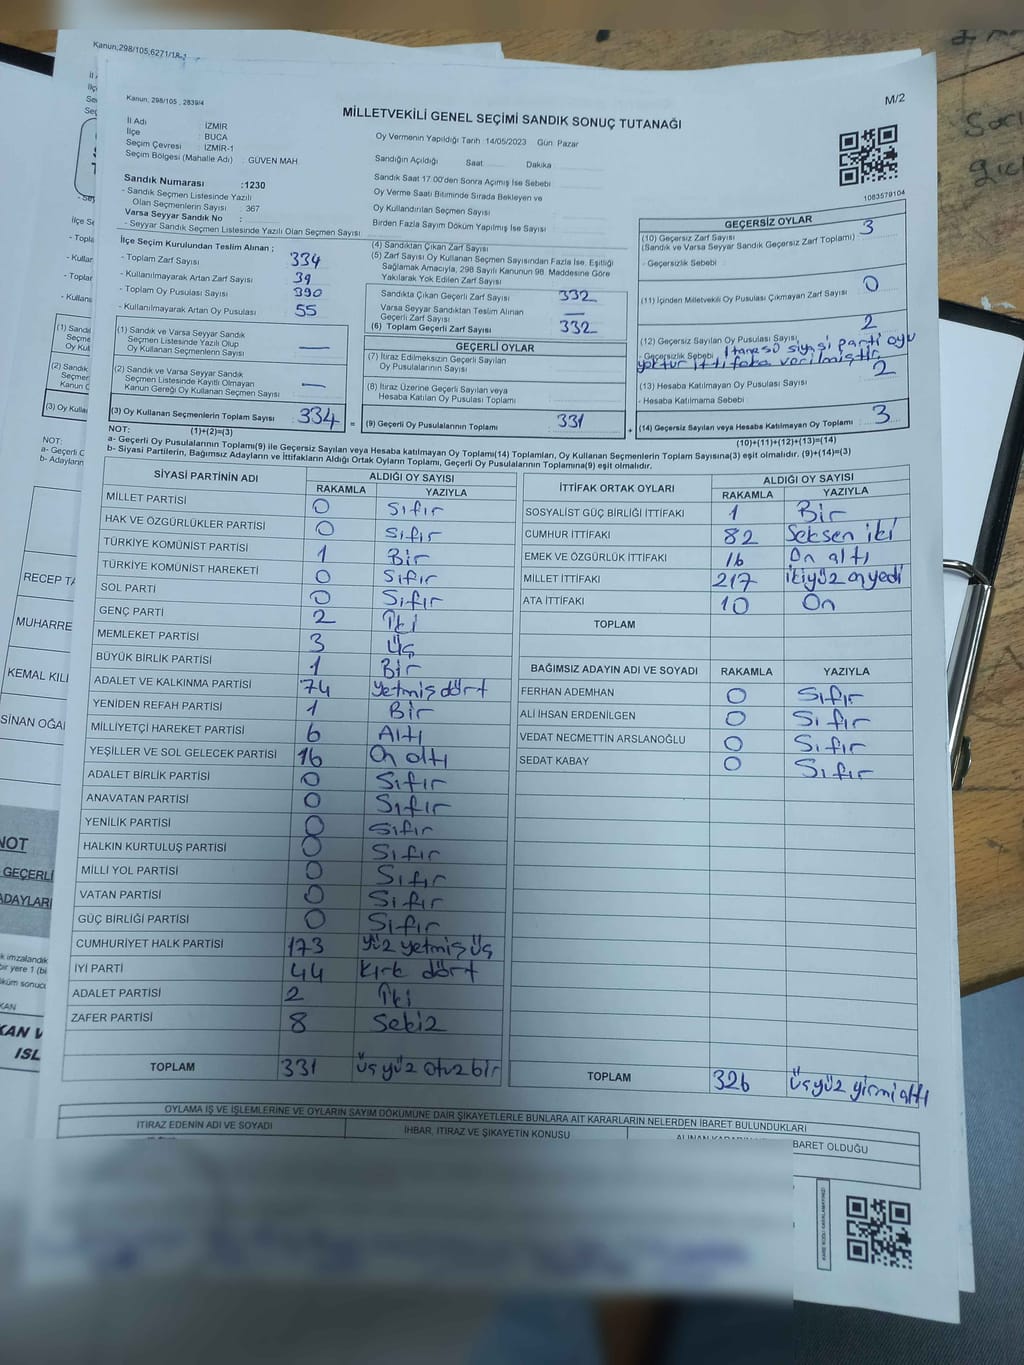 Kanun,298/105,6271/18-1
Kanun, 298/105 , 2839/4
M/2
MİLLETVEKİLİ GENEL SEÇİMİ SANDIK SONUÇ TUTANAĞI
İl Adı : İZMİR
İlçe : BUCA
Seçim Çevresi : İZMİR-1
Seçim Bölgesi (Mahalle Adı) : GÜVEN MAH
Sandık Numarası :1230
- Sandık Seçmen Listesinde Yazılı
Olan Seçmenlerin Sayısı : 367
Varsa Seyyar Sandık No :
- Seyyar Sandık Seçmen Listesinde Yazılı Olan Seçmen Sayısı :
Oy Vermenin Yapıldığı Tarih 14/05/2023 Gün Pazar
Sandığın Açıldığı Saat Dakika
Sandık Saat 17.00'den Sonra Açılmış İse Sebebi
Oy Verme Saati Bitiminde Sırada Bekleyen ve
Oy Kullandırılan Seçmen Sayısı
Birden Fazla Sayım Döküm Yapılmış İse Sayısı
1083579104
İlçe Seçim Kurulundan Teslim Alınan ;
- Toplam Zarf Sayısı : 334
- Kullanılmayarak Artan Zarf Sayısı : 39
- Toplam Oy Pusulası Sayısı : 390
- Kullanılmayarak Artan Oy Pusulası : 55
(1) Sandık ve Varsa Seyyar Sandık
Seçmen Listesinde Yazılı Olup
Oy Kullanan Seçmenlerin Sayısı : —
(2) Sandık ve Varsa Seyyar Sandık
Seçmen Listesinde Kayıtlı Olmayan
Kanun Gereği Oy Kullanan Seçmen Sayısı : —
(3) Oy Kullanan Seçmenlerin Toplam Sayısı : 334 =
(1)+(2)=(3)
(4) Sandıktan Çıkan Zarf Sayısı
(5) Zarf Sayısı Oy Kullanan Seçmen Sayısından Fazla İse, Eşitliği
Sağlamak Amacıyla, 298 Sayılı Kanunun 98. Maddesine Göre
Yakılarak Yok Edilen Zarf Sayısı
Sandıkta Çıkan Geçerli Zarf Sayısı : 332
Varsa Seyyar Sandıktan Teslim Alınan
Geçerli Zarf Sayısı : —
(6) Toplam Geçerli Zarf Sayısı : 332
GEÇERLİ OYLAR
(7) İtiraz Edilmeksizin Geçerli Sayılan
Oy Pusulalarının Sayısı
(8) İtiraz Üzerine Geçerli Sayılan veya
Hesaba Katılan Oy Pusulası Toplamı :
(9) Geçerli Oy Pusulalarının Toplamı : 331 +
GEÇERSİZ OYLAR
(10) Geçersiz Zarf Sayısı
(Sandık ve Varsa Seyyar Sandık Geçersiz Zarf Toplamı) : 3
- Geçersizlik Sebebi :
(11) İçinden Milletvekili Oy Pusulası Çıkmayan Zarf Sayısı : 0
(12) Geçersiz Sayılan Oy Pusulası Sayısı : 2
- Geçersizlik Sebebi : 1 tanesü siyasi parti oyu
yoktur ittifaka verilmiştir
(13) Hesaba Katılmayan Oy Pusulası Sayısı : 2
- Hesaba Katılmama Sebebi :
(14) Geçersiz Sayılan veya Hesaba Katılmayan Oy Toplamı : 3
(10)+(11)+(12)+(13)=(14)
NOT:
a- Geçerli Oy Pusulalarının Toplamı(9) ile Geçersiz Sayılan veya Hesaba Katılmayan Oy Toplamı(14) Toplamları, Oy Kullanan Seçmenlerin Toplam Sayısına(3) eşit olmalıdır. (9)+(14)=(3)
b- Siyasi Partilerin, Bağımsız Adayların ve İttifakların Aldığı Ortak Oyların Toplamı, Geçerli Oy Pusulalarının Toplamına(9) eşit olmalıdır.
SİYASİ PARTİNİN ADI ALDIĞI OY SAYISI
RAKAMLA YAZIYLA
MİLLET PARTİSİ 0 Sıfır
HAK VE ÖZGÜRLÜKLER PARTİSİ 0 Sıfır
TÜRKİYE KOMÜNİST PARTİSİ 1 Bir
TÜRKİYE KOMÜNİST HAREKETİ 0 Sıfır
SOL PARTİ 0 Sıfır
GENÇ PARTİ 2 İki
MEMLEKET PARTİSİ 3 Üç
BÜYÜK BİRLİK PARTİSİ 1 Bir
ADALET VE KALKINMA PARTİSİ 74 yetmiş dört
YENİDEN REFAH PARTİSİ 1 Bir
MİLLİYETÇİ HAREKET PARTİSİ 6 Altı
YEŞİLLER VE SOL GELECEK PARTİSİ 16 On altı
ADALET BİRLİK PARTİSİ 0 Sıfır
ANAVATAN PARTİSİ 0 Sıfır
YENİLİK PARTİSİ 0 Sıfır
HALKIN KURTULUŞ PARTİSİ 0 Sıfır
MİLLİ YOL PARTİSİ 0 Sıfır
VATAN PARTİSİ 0 Sıfır
GÜÇ BİRLİĞİ PARTİSİ 0 Sıfır
CUMHURİYET HALK PARTİSİ 173 yüz yetmiş üç
İYİ PARTİ 44 kırk dört
ADALET PARTİSİ 2 İki
ZAFER PARTİSİ 8 Sekiz
TOPLAM 331 üçyüz otuz bir
İTTİFAK ORTAK OYLARI ALDIĞI OY SAYISI
RAKAMLA YAZIYLA
SOSYALİST GÜÇ BİRLİĞİ İTTİFAKI 1 Bir
CUMHUR İTTİFAKI 82 Seksen iki
EMEK VE ÖZGÜRLÜK İTTİFAKI 16 On altı
MİLLET İTTİFAKI 217 ikiyüz onyedi
ATA İTTİFAKI 10 On
TOPLAM
BAĞIMSIZ ADAYIN ADI VE SOYADI RAKAMLA YAZIYLA
FERHAN ADEMHAN 0 Sıfır
ALİ İHSAN ERDENİLGEN 0 Sıfır
VEDAT NECMETTİN ARSLANOĞLU 0 Sıfır
SEDAT KABAY 0 Sıfır
TOPLAM 326 üçyüz yirmi altı
OYLAMA İŞ VE İŞLEMLERİNE VE OYLARIN SAYIM DÖKÜMÜNE DAİR ŞİKAYETLERLE BUNLARA AİT KARARLARIN NELERDEN İBARET BULUNDUKLARI
İTİRAZ EDENİN ADI VE SOYADI
İHBAR, İTİRAZ VE ŞİKAYETİN KONUSU
BARET OLDUĞU
RECEP TA
MUHARRE
KEMAL KILI
SİNAN OĞA
NOT
GEÇERLİ
ADAYLARI